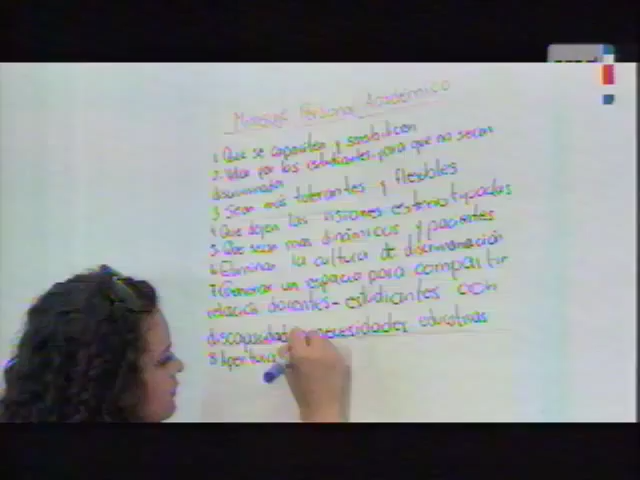 Mensaje Personal Académico
1. Que se capaciten y sensibilicen
2. Velar por los estudiantes, para que no sean
discriminados
3. Sean más tolerantes y flexibles
4. Que dejen las visiones estereotipadas
5. Que sean mas dinámicos y pacientes
6. Eliminar la cultura de discriminación
7. Generar un espacio para compartir
relación docentes-estudiantes con
discapacidad necesidades educativas
8. Apertura